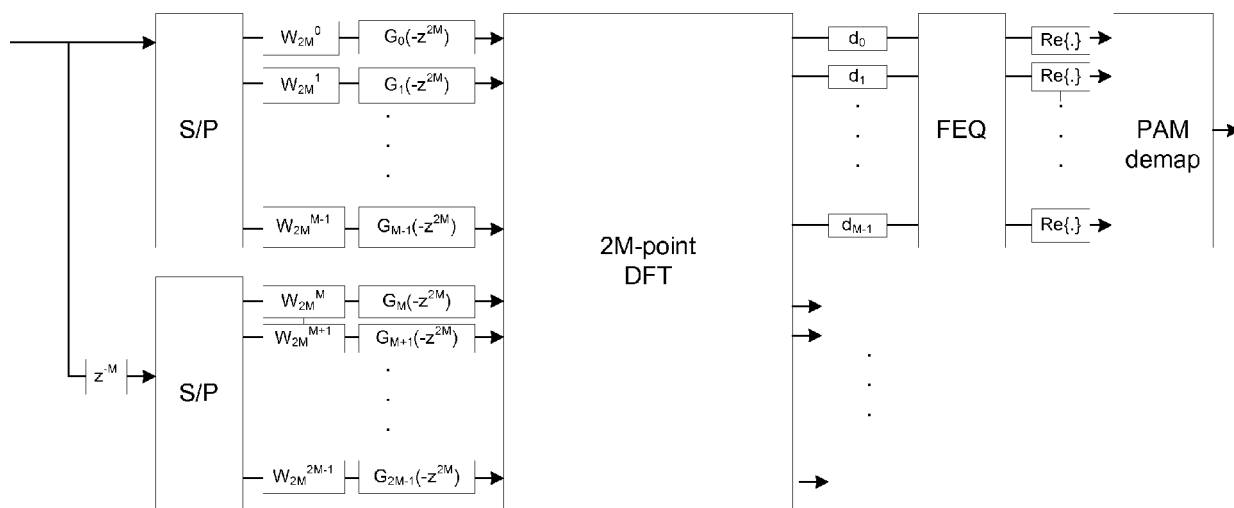 W₂ₘ⁰ G₀(-z²ᴹ) d₀ Re{.}
W₂ₘ¹ G₁(-z²ᴹ) d₁ Re{.}
S/P
FEQ
PAM
demap
W₂ₘᴹ⁻¹ Gₘ₋₁(-z²ᴹ) dₘ₋₁ Re{.}
2M-point
DFT
W₂ₘᴹ Gₘ(-z²ᴹ)
W₂ₘᴹ⁺¹ Gₘ₊₁(-z²ᴹ)
z⁻ᴹ
S/P
W₂ₘ²ᴹ⁻¹ G₂ₘ₋₁(-z²ᴹ)